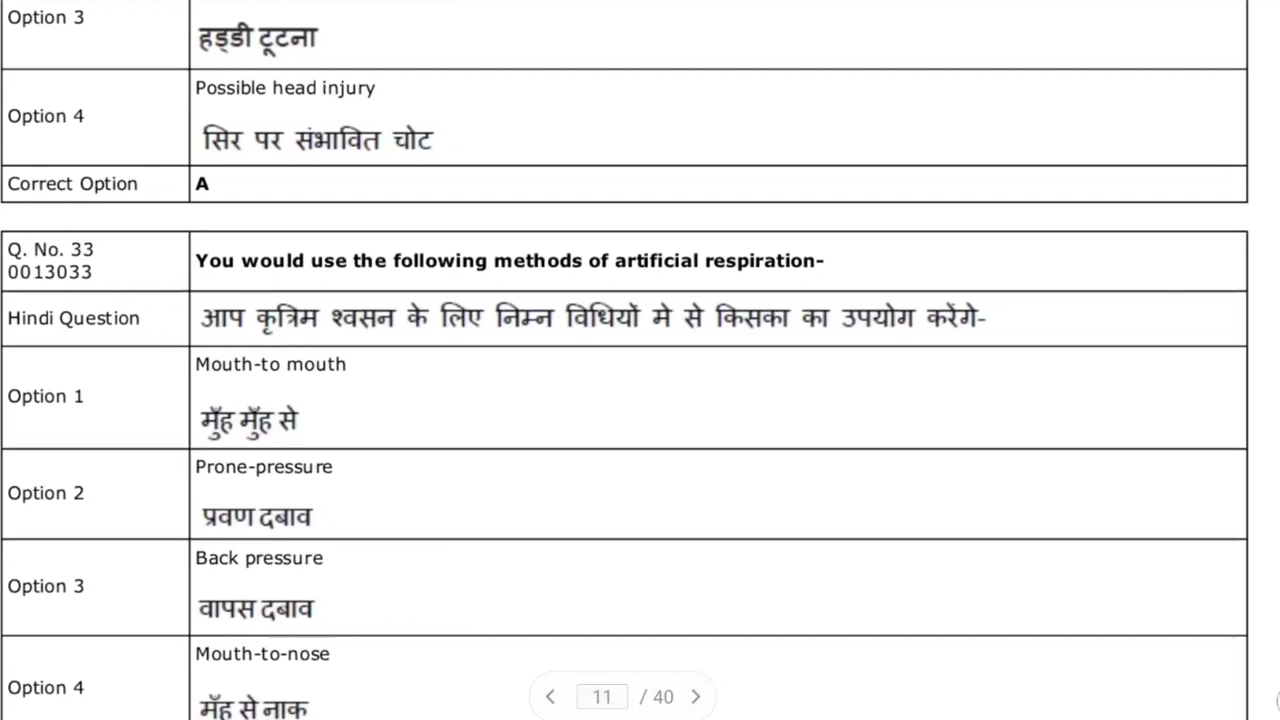 Option 3
हड्डी टूटना
Option 4
Possible head injury
सिर पर संभावित चोट
Correct Option
A
Q. No. 33
0013033
You would use the following methods of artificial respiration-
Hindi Question
आप कृत्रिम श्वसन के लिए निम्न विधियों मे से किसका का उपयोग करेंगे-
Option 1
Mouth-to mouth
मुँह मुँह से
Option 2
Prone-pressure
प्रवण दबाव
Option 3
Back pressure
वापस दबाव
Option 4
Mouth-to-nose
मुँह से नाक
11 / 40